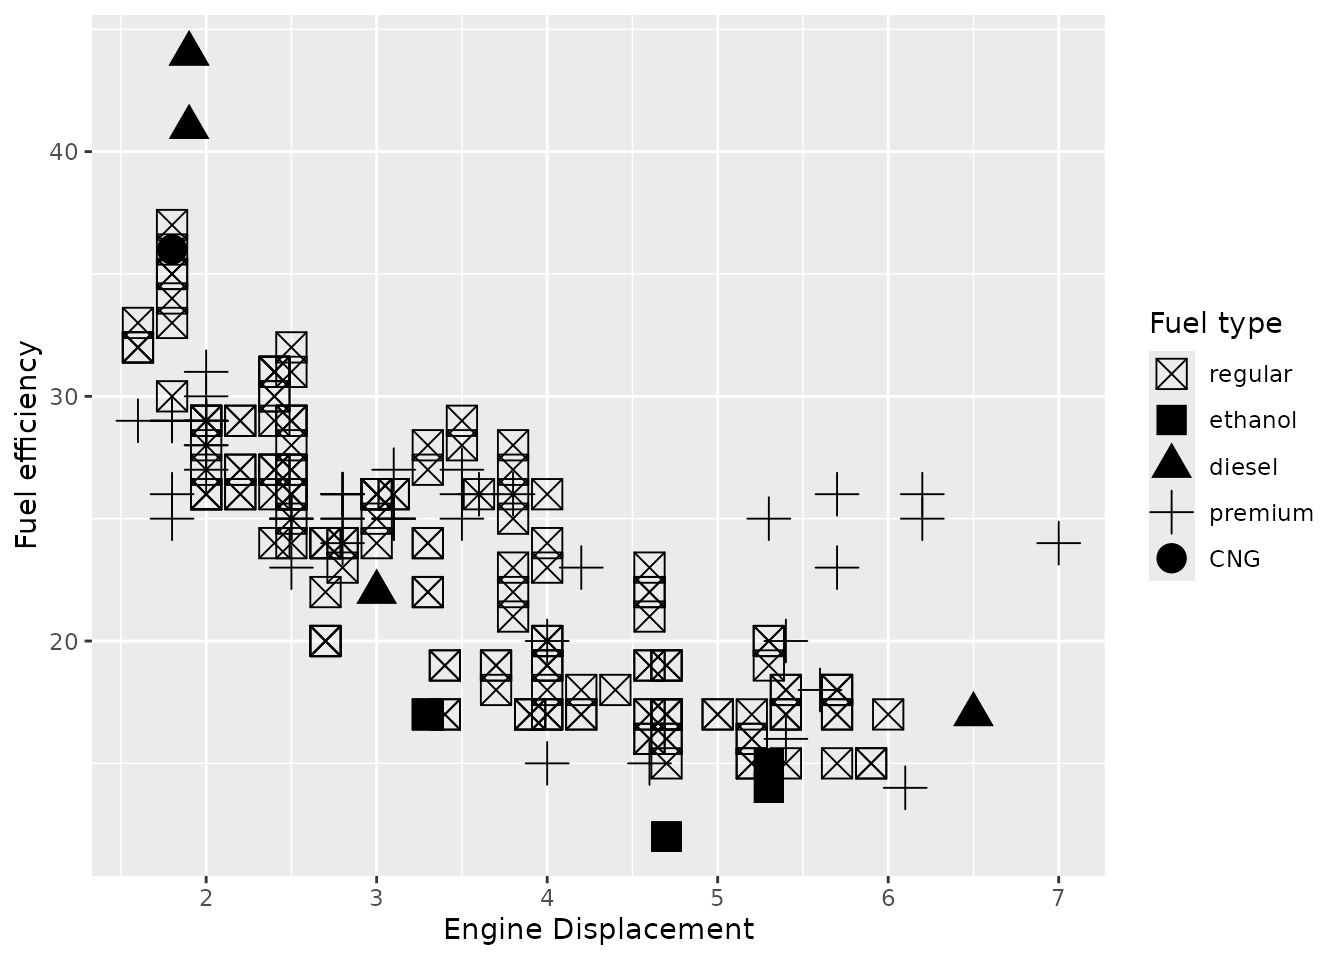 40
30
20
Fuel efficiency
2 3 4 5 6 7
Engine Displacement
Fuel type
regular
ethanol
diesel
premium
CNG